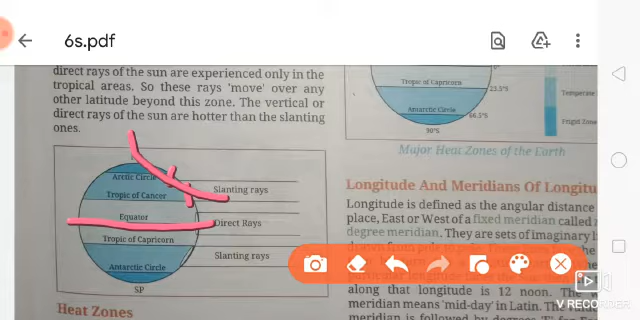 6s.pdf
direct rays of the sun are experienced only in the
tropical areas. So these rays 'move' over any
other latitude beyond this zone. The vertical or
direct rays of the sun are hotter than the slanting
ones.
Arctic Circle
Tropic of Cancer
Equator
Tropic of Capricorn
Antarctic Circle
SP
Slanting rays
Direct Rays
Slanting rays
Heat Zones
Tropic of Capricorn
23.5°S
Antarctic Circle
66.5°S
90°S
Temperate
Frigid Zone
Major Heat Zones of the Earth
Longitude And Meridians Of Longitu
Longitude is defined as the angular distance
place, East or West of a fixed meridian called
degree meridian. They are sets of imaginary
along that longitude is 12 noon. The
meridian means 'mid-day' in Latin. The
V RECORDER